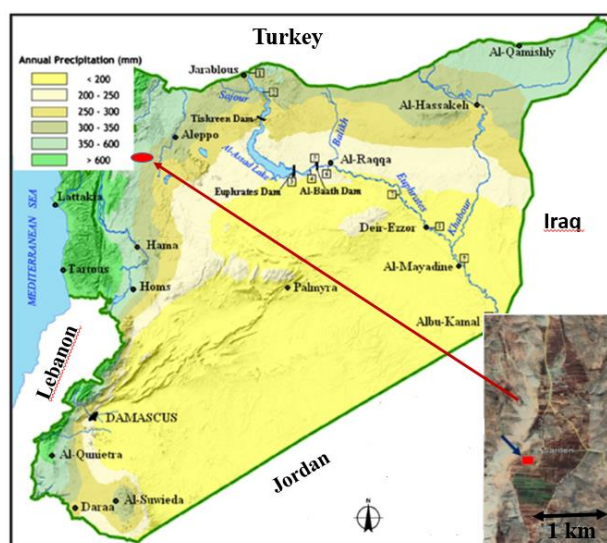 Turkey
Annual Precipitation (mm)
< 200
200 - 250
250 - 300
300 - 350
350 - 600
> 600
Al-Qamishly
Jarablous
Sajour
Tishreen Dam
Al-Hassakeh
Aleppo
Balikh
Al-Assad Lake
Al-Raqqa
Euphrates Dam
Al-Baath Dam
Euphrates
Khabour
MEDITERRANEAN SEA
Lattakia
Iraq
Hama
Deir-Ezzor
Tartous
Al-Mayadine
Homs
Palmyra
Albu-Kamal
Lebanon
DAMASCUS
Al-Qunietra
Jordan
Daraa
Al-Suwieda
N
1 km